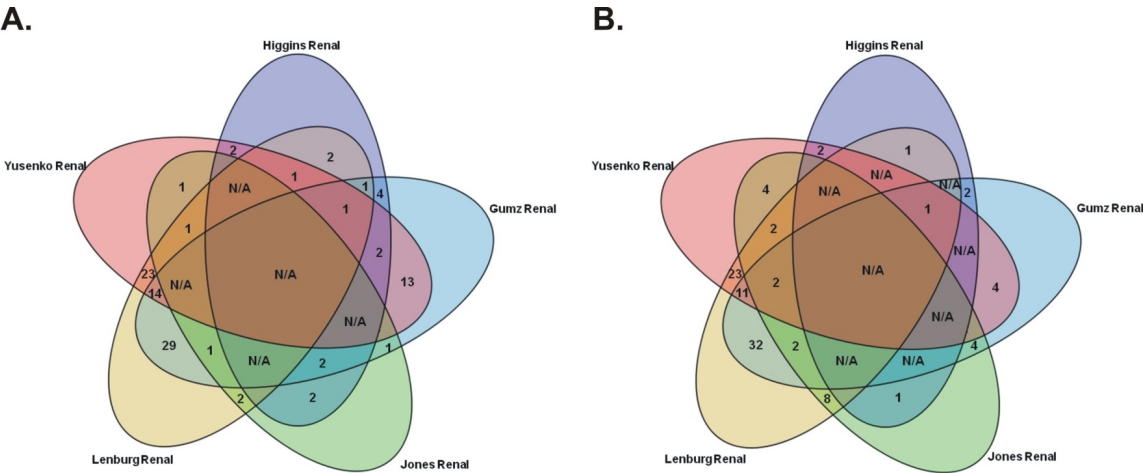 A.
Higgins Renal
Yusenko Renal
Gumz Renal
Lenburg Renal
Jones Renal
2
2
1
N/A
1
1
4
1
1
2
23
N/A
14
N/A
13
N/A
29
1
N/A
2
1
2
2
B.
Higgins Renal
Yusenko Renal
Gumz Renal
Lenburg Renal
Jones Renal
2
1
4
N/A
N/A
N/A
2
2
1
N/A
23
11
2
N/A
4
N/A
32
2
N/A
N/A
4
8
1